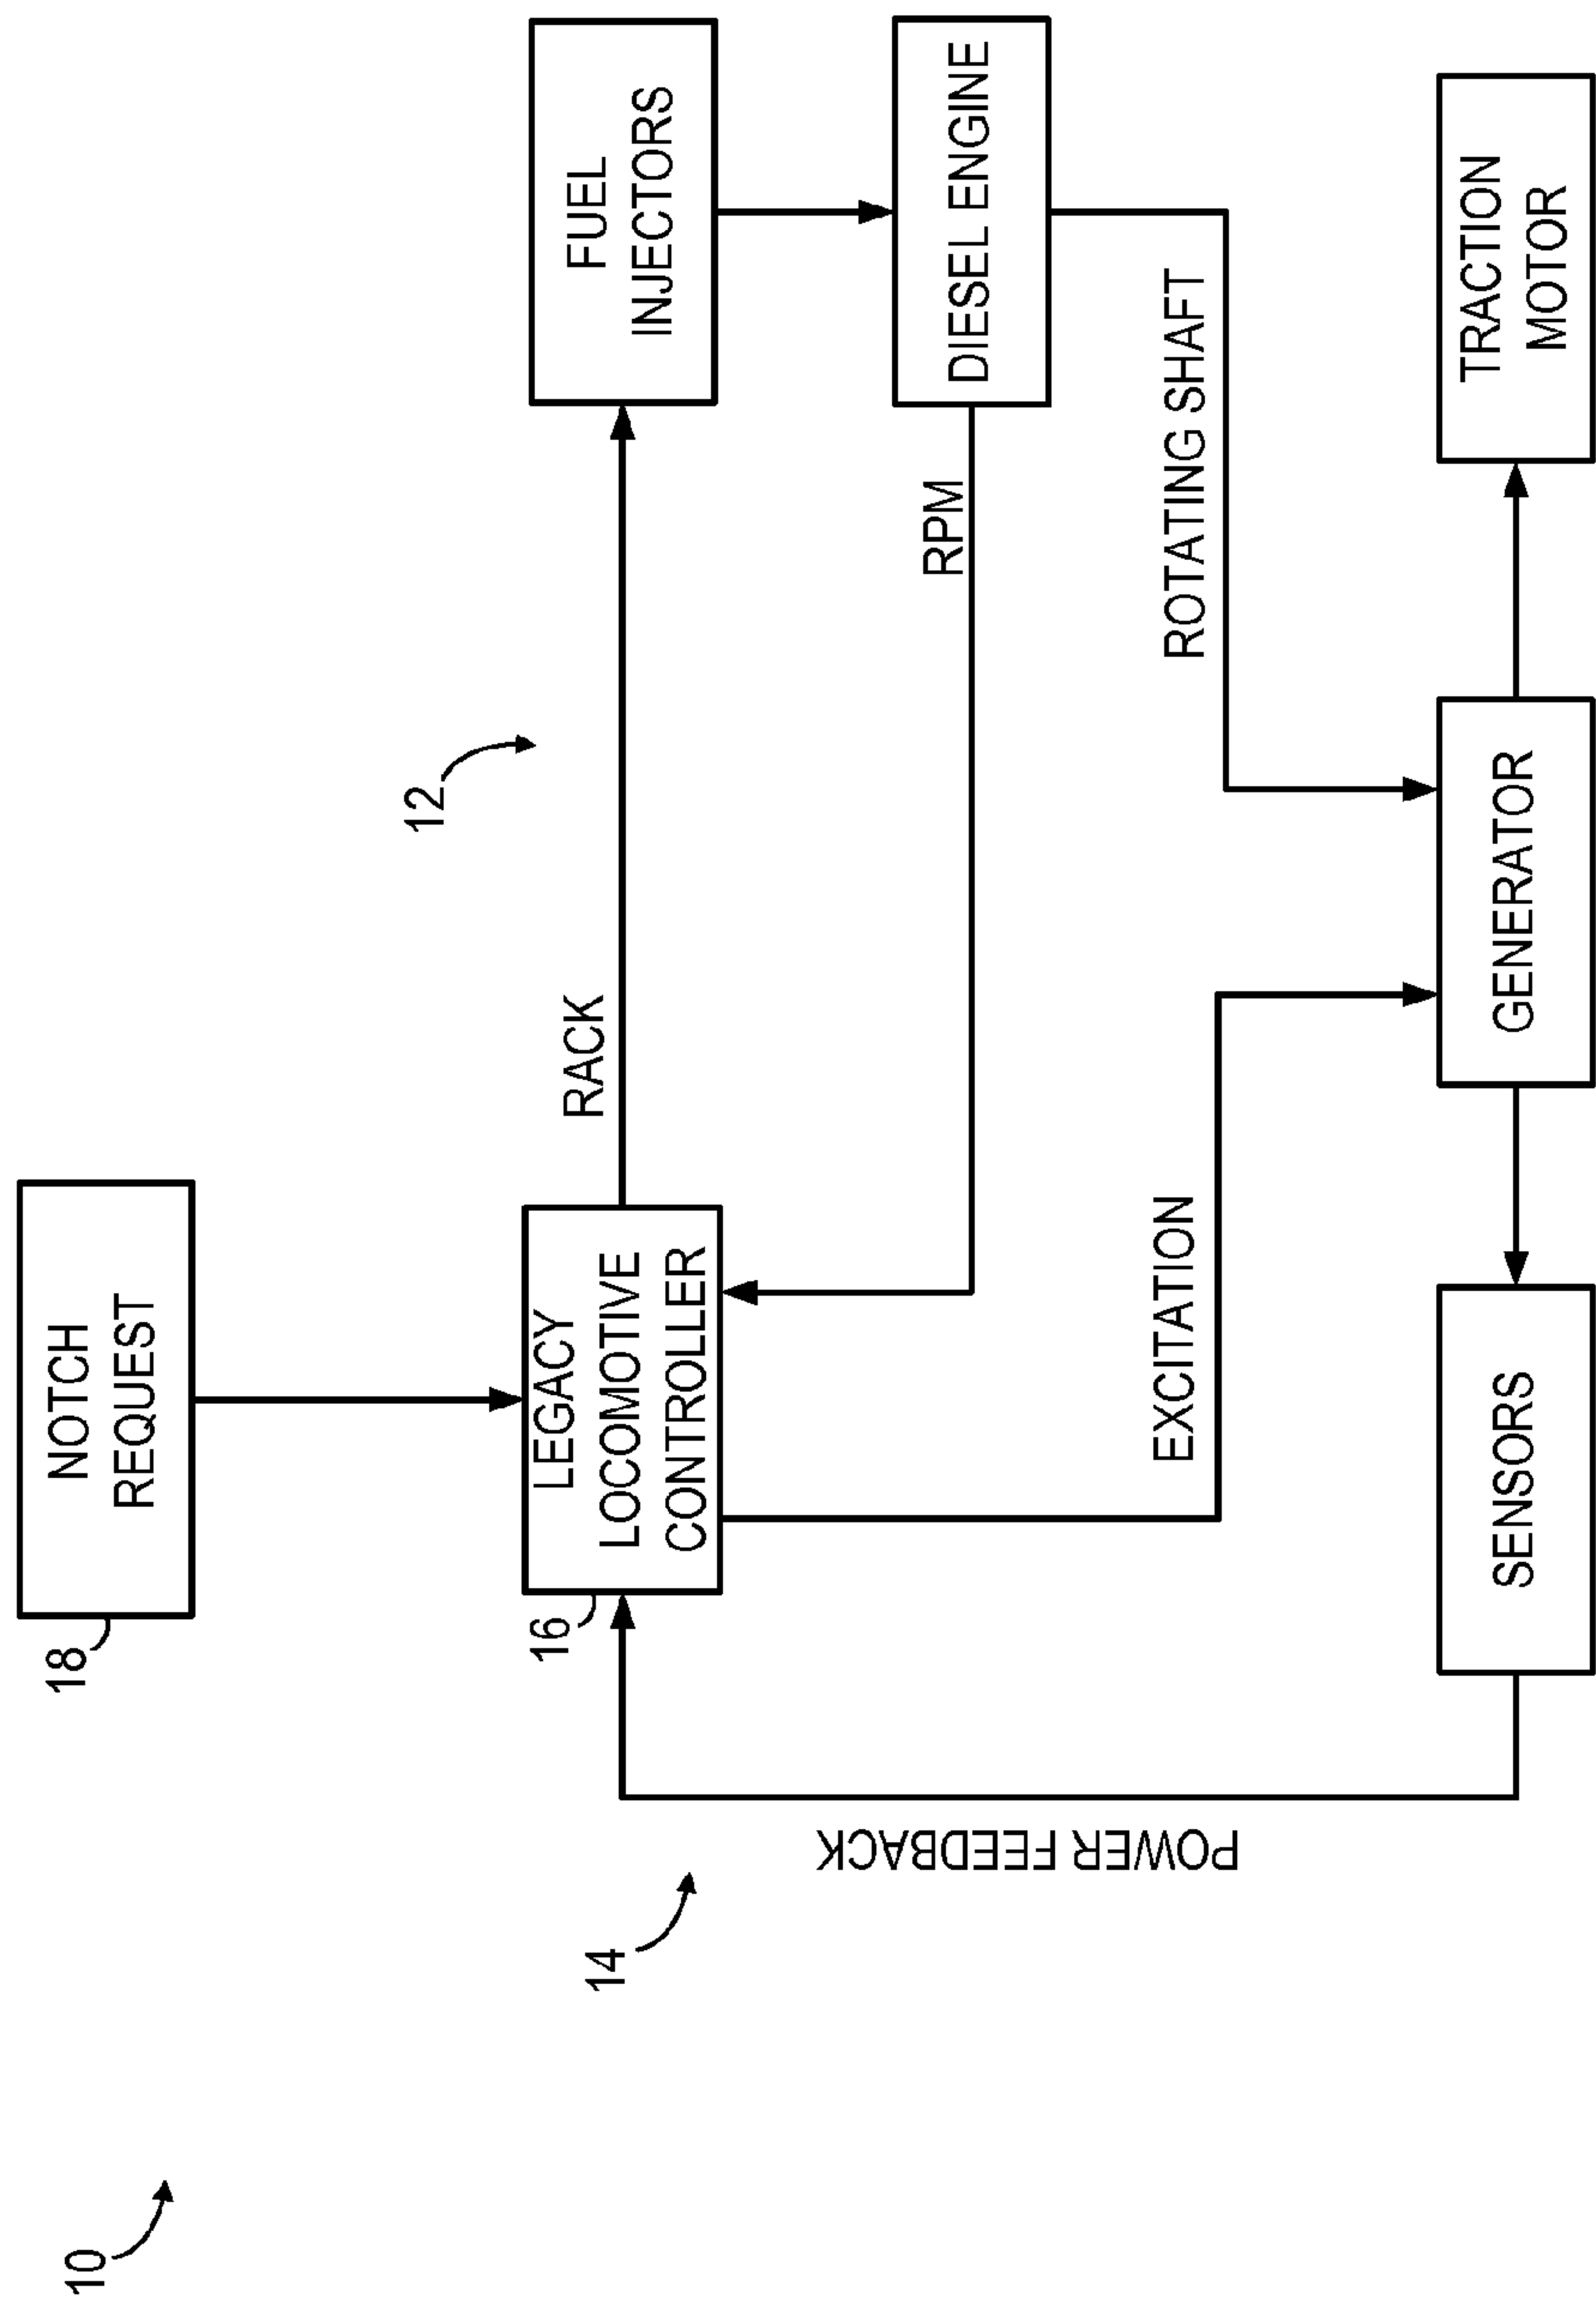 10
18
NOTCH
REQUEST
12
14
16
LEGACY
LOCOMOTIVE
CONTROLLER
RACK
FUEL
INJECTORS
RPM
DIESEL ENGINE
POWER FEEDBACK
EXCITATION
ROTATING SHAFT
SENSORS
GENERATOR
TRACTION
MOTOR